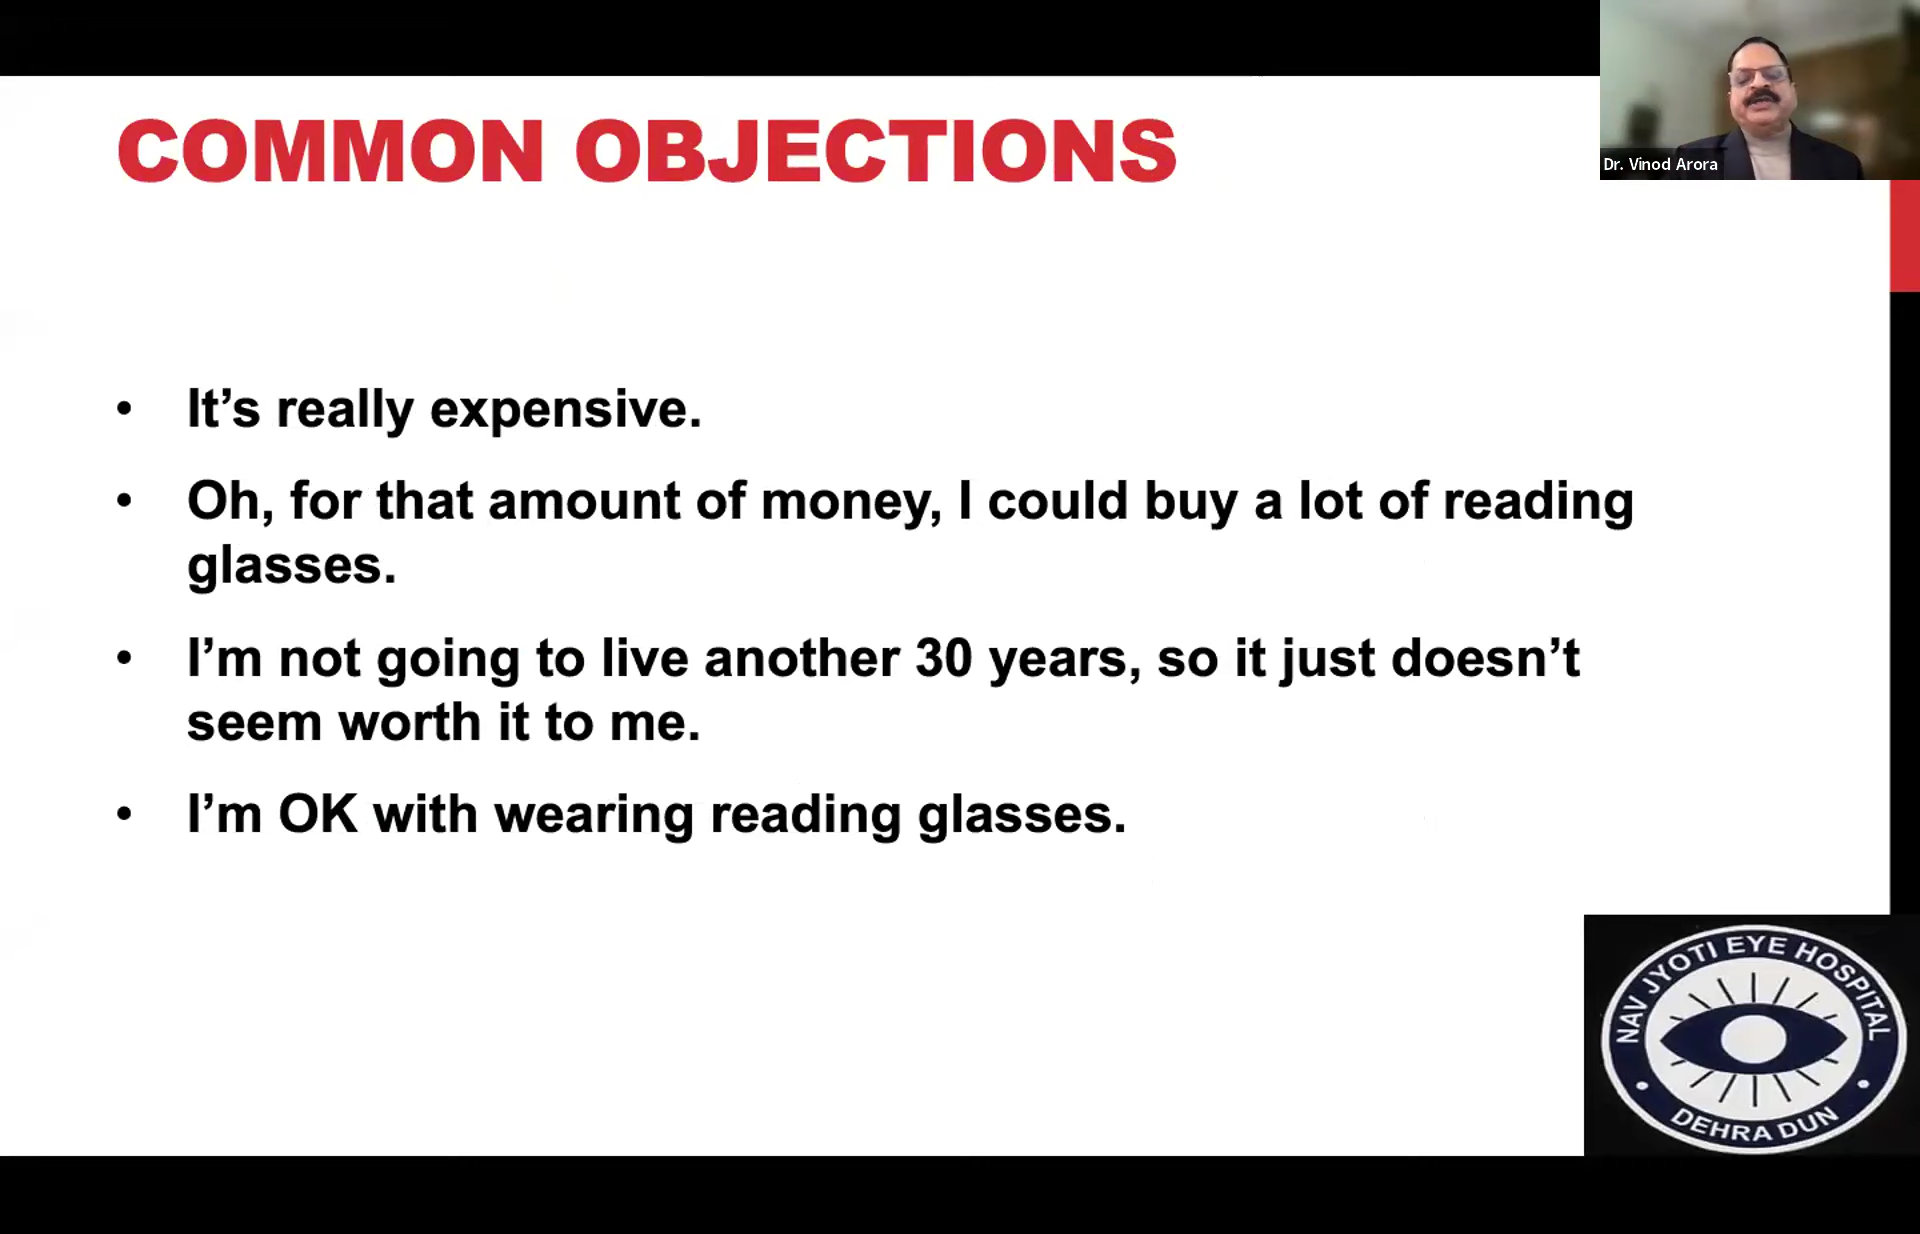 COMMON OBJECTIONS
Dr. Vinod Arora
• It’s really expensive.
• Oh, for that amount of money, I could buy a lot of reading
glasses.
• I’m not going to live another 30 years, so it just doesn’t
seem worth it to me.
• I’m OK with wearing reading glasses.
NAV JYOTI EYE HOSPITAL
• DEHRA DUN •